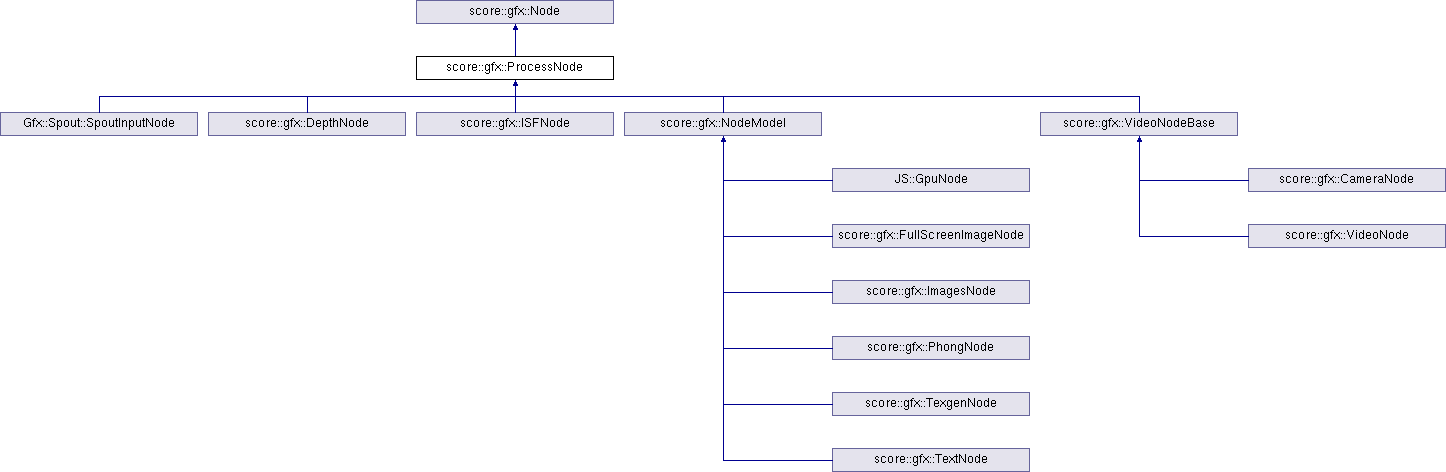 score::gfx::Node
score::gfx::ProcessNode
Gfx::Spout::SpoutInputNode
score::gfx::DepthNode
score::gfx::ISFNode
score::gfx::NodeModel
score::gfx::VideoNodeBase
JS::GpuNode
score::gfx::CameraNode
score::gfx::FullScreenImageNode
score::gfx::VideoNode
score::gfx::ImagesNode
score::gfx::PhongNode
score::gfx::TexgenNode
score::gfx::TextNode